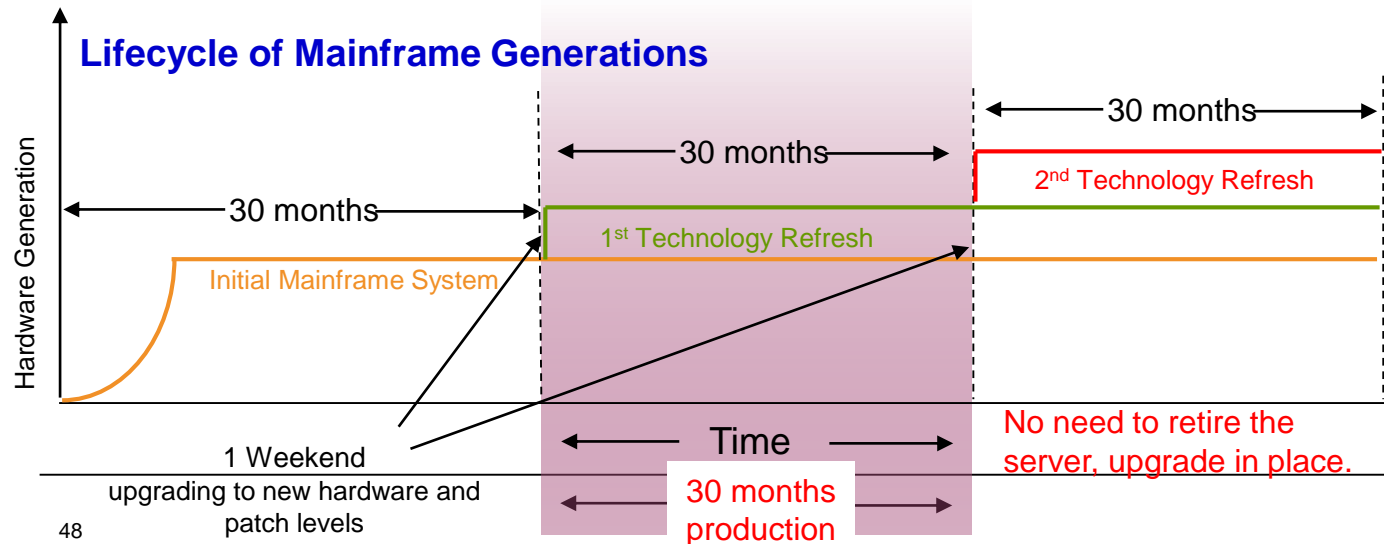 Lifecycle of Mainframe Generations
Hardware Generation
30 months
30 months
30 months
2nd Technology Refresh
1st Technology Refresh
Initial Mainframe System
Time
1 Weekend
upgrading to new hardware and
patch levels
30 months
production
No need to retire the
server, upgrade in place.
48